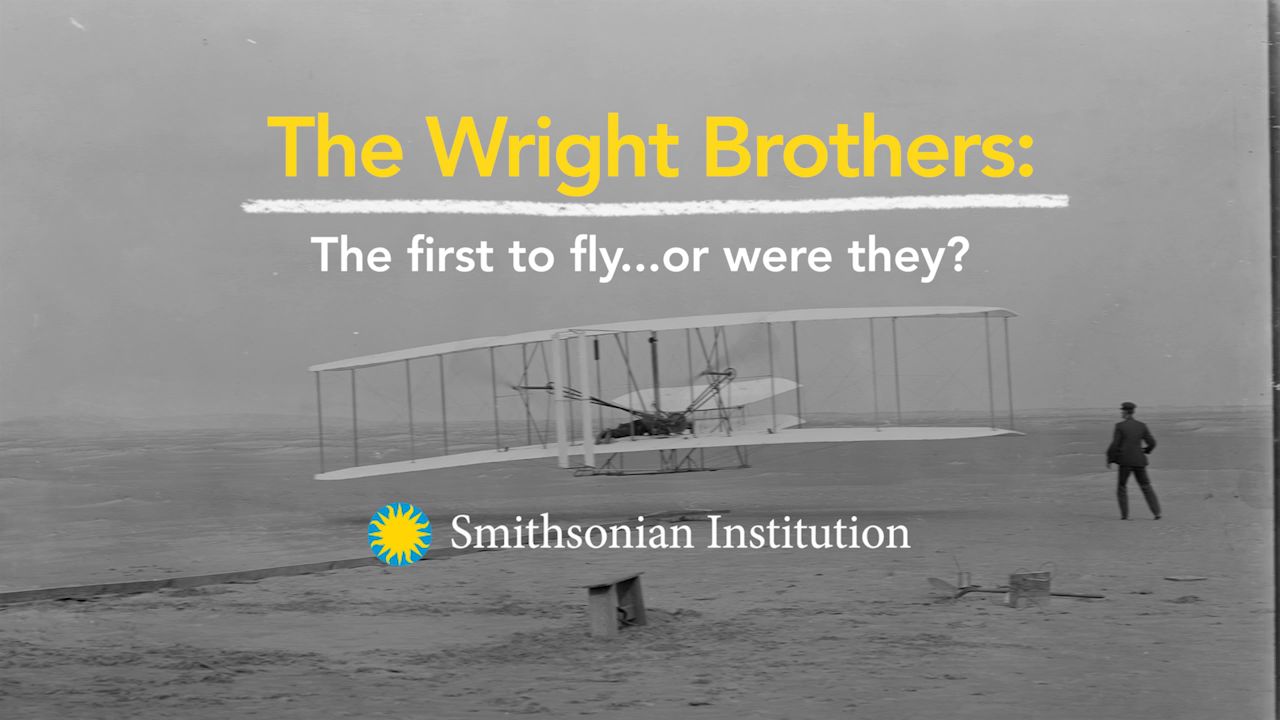 The Wright Brothers:
The first to fly...or were they?
Smithsonian Institution